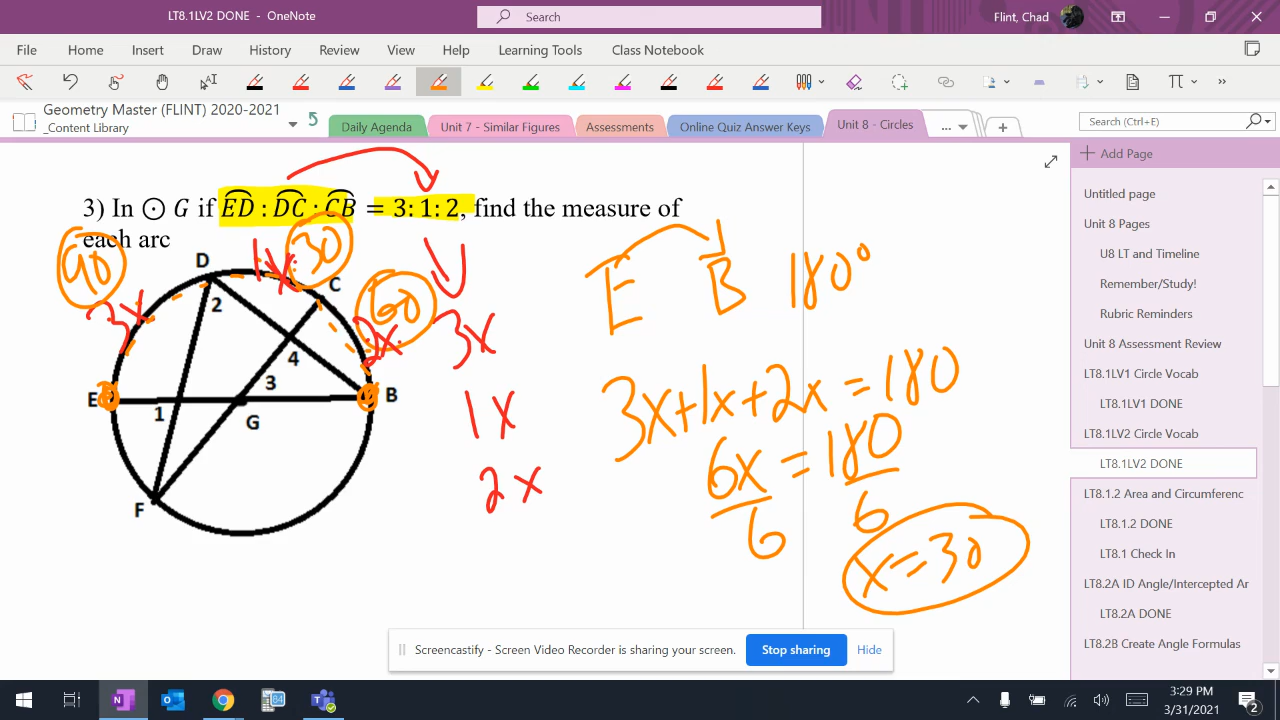 LT8.1LV2 DONE - OneNote
Search
Flint, Chad
File Home Insert Draw History Review View Help Learning Tools Class Notebook
Geometry Master (FLINT) 2020-2021
_Content Library
Daily Agenda
Unit 7 - Similar Figures
Assessments
Online Quiz Answer Keys
Unit 8 - Circles
...
Search (Ctrl+E)
Add Page
Untitled page
Unit 8 Pages
U8 LT and Timeline
Remember/Study!
Rubric Reminders
U8 Assessment Review
LT8.1LV1 Circle Vocab
LT8.1LV1 DONE
LT8.1LV2 Circle Vocab
LT8.1LV2 DONE
LT8.1.2 Area and Circumferenc
LT8.1.2 DONE
LT8.1 Check In
LT8.2A ID Angle/Intercepted Ar
LT8.2A DONE
LT8.2B Create Angle Formulas
3) In ⊙ G if ED : DC : CB = 3: 1: 2, find the measure of
each arc
90
3x
1x
30
60
2x
D
2
C
4
3
E
1
G
B
F
3x
1x
2x
E B 180°
3x+1x+2x=180
6x=180
6 6
x=30
Screencastify - Screen Video Recorder is sharing your screen.
Stop sharing
Hide
3:29 PM
3/31/2021
2